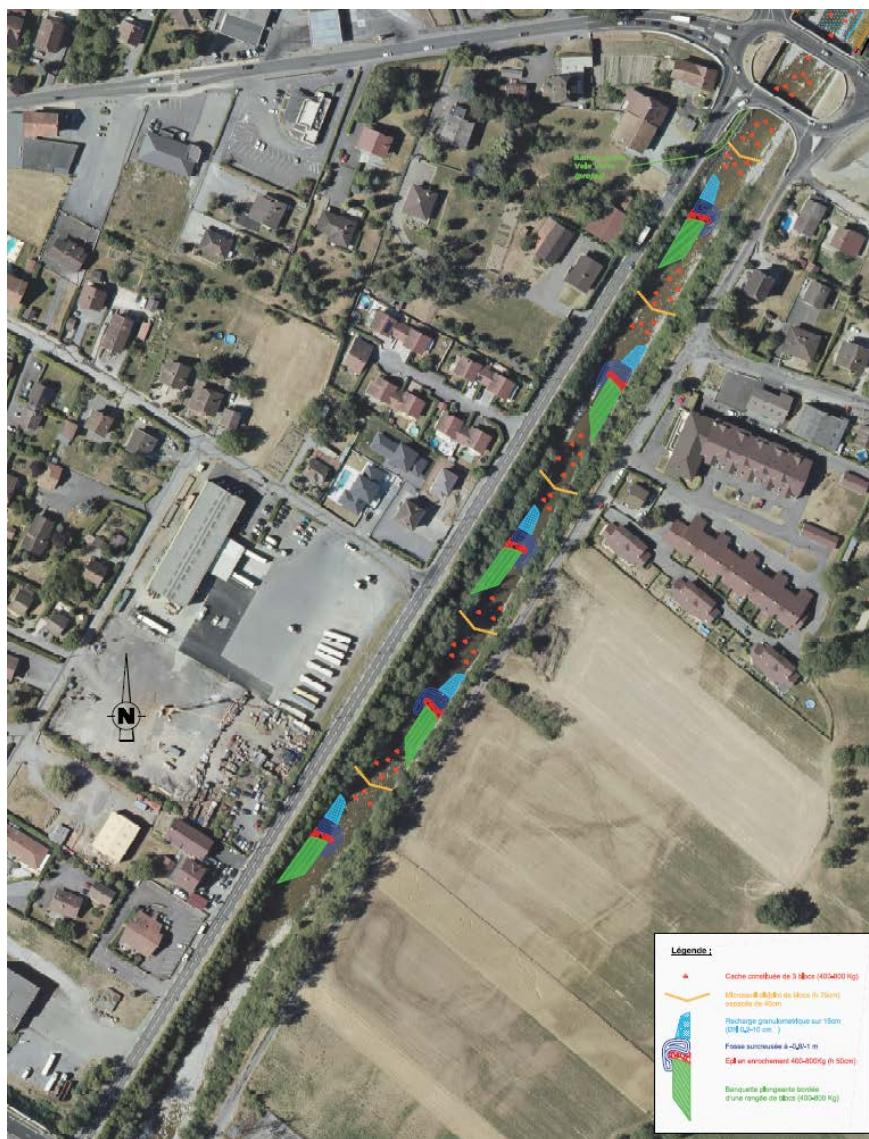 N
Légende :
Cache constituée de 3 blocs (400-800 Kg)
Microseuil disjoint de blocs (h 75cm)
espacés de 40cm
Recharge granulometrique sur 15cm
Fosse surcreusée à -0,8/-1 m
Epi en enrochement 400-800Kg (h 50cm)
Banquette plongeante bordée
d'une rangée de blocs (400-800 Kg)